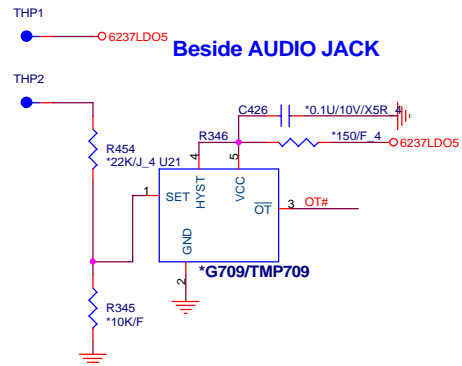 THP1
6237LDO5
Beside AUDIO JACK
THP2
C426
*0.1U/10V/X5R_4
R346
*150/F_4
6237LDO5
R454
*22K/J_4
U21
4
5
1
SET
HYST
VCC
OT
3
OT#
GND
2
*G709/TMP709
R345
*10K/F